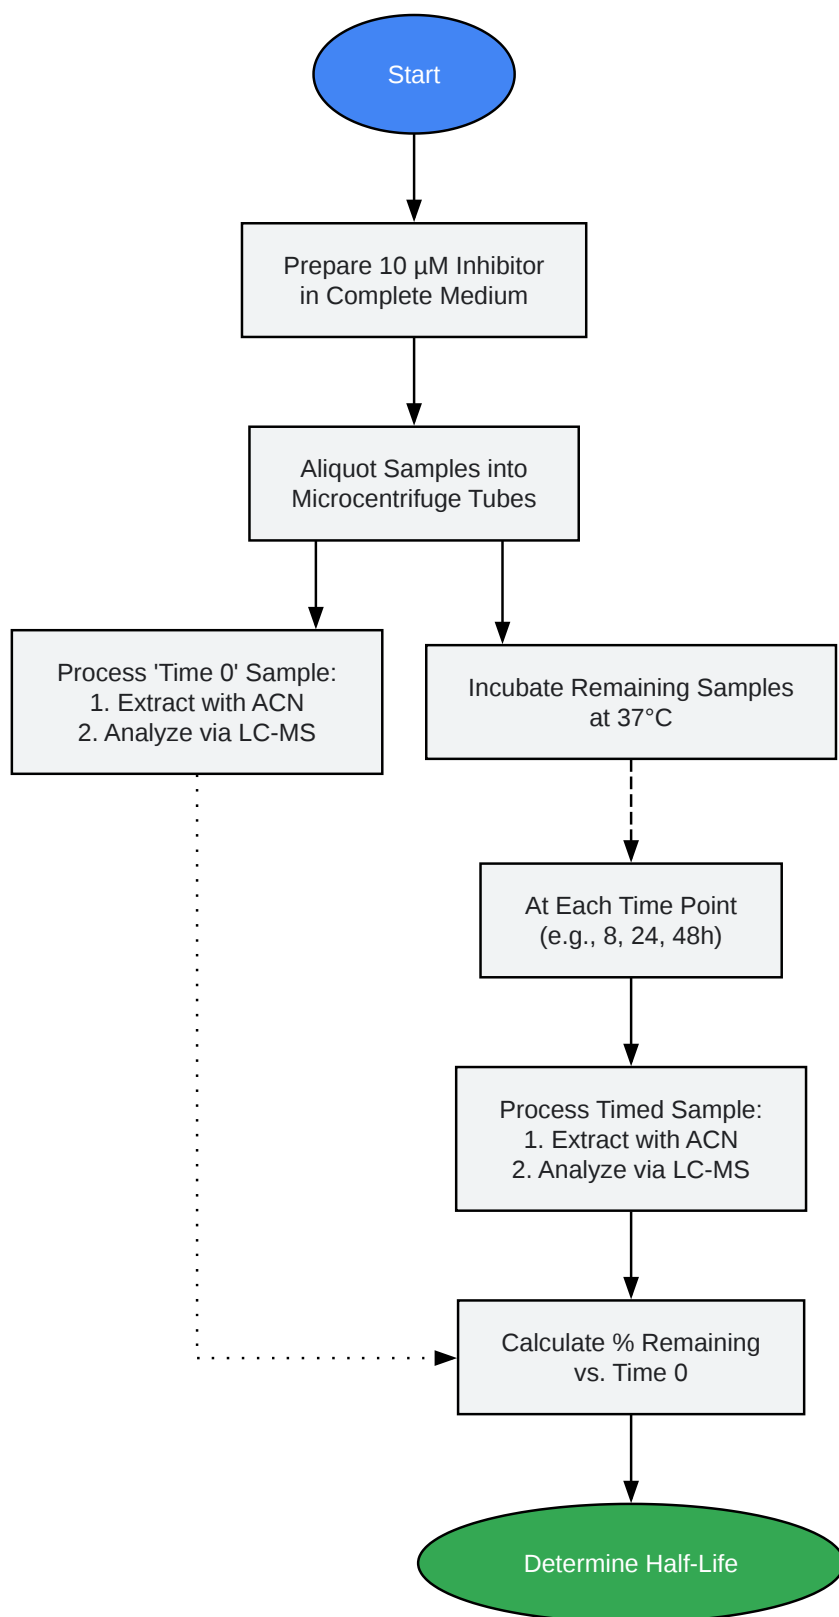 Start
Prepare 10 µM Inhibitor
in Complete Medium
Aliquot Samples into
Microcentrifuge Tubes
Process 'Time 0' Sample:
1. Extract with ACN
2. Analyze via LC-MS
Incubate Remaining Samples
at 37°C
At Each Time Point
(e.g., 8, 24, 48h)
Process Timed Sample:
1. Extract with ACN
2. Analyze via LC-MS
Calculate % Remaining
vs. Time 0
Determine Half-Life